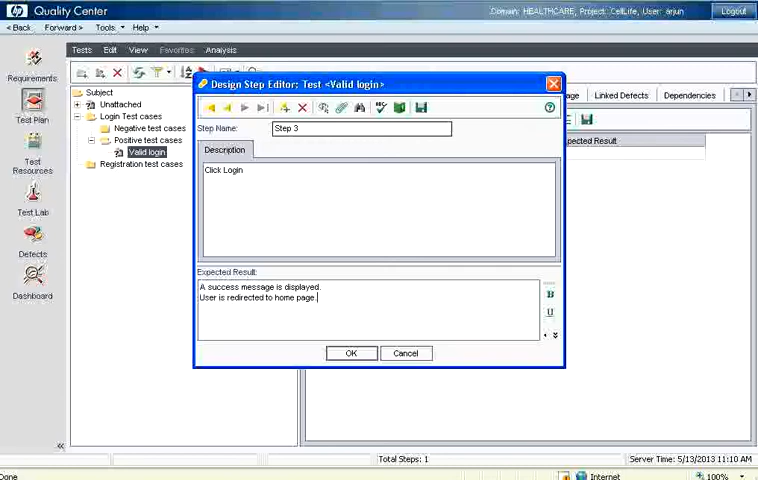 hp Quality Center
Domain: HEALTHCARE, Project: CellLife, User: arjun
Logout
< Back Forward > Tools Help
Requirements
Test Plan
Test Resources
Test Lab
Defects
Dashboard
Tests Edit View Favorites Analysis
Subject
Unattached
Login Test cases
Negative test cases
Positive test cases
Valid login
Registration test cases
Linked Defects Dependencies
Design Step Editor: Test <Valid login>
Step Name: Step 3
Description
Click Login
Expected Result:
A success message is displayed.
User is redirected to home page.
B
U
OK Cancel
Total Steps: 1
Server Time: 5/13/2013 11:10 AM
Internet
100%